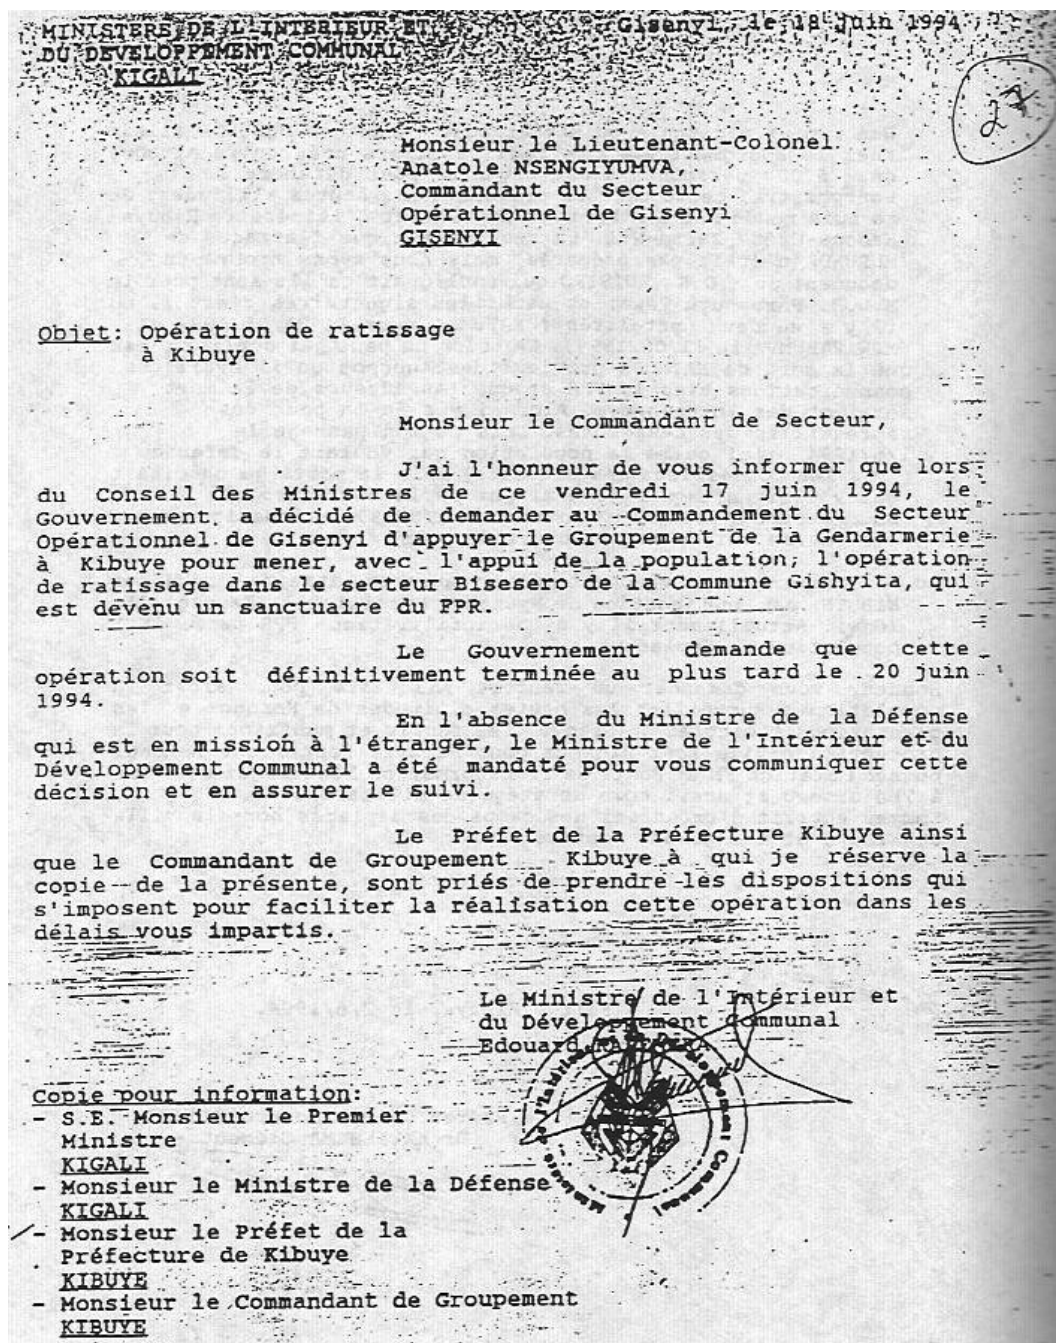 MINISTERE DE L'INTERIEUR ET
DU DEVELOPPEMENT COMMUNAL
KIGALI
Gisenyi, le 18 juin 1994
27
Monsieur le Lieutenant-Colonel
Anatole NSENGIYUMVA,
Commandant du Secteur
Opérationnel de Gisenyi
GISENYI
Objet: Opération de ratissage
à Kibuye
Monsieur le Commandant de Secteur,
J'ai l'honneur de vous informer que lors
du Conseil des Ministres de ce vendredi 17 juin 1994, le
Gouvernement a décidé de demander au Commandement du Secteur
Opérationnel de Gisenyi d'appuyer le Groupement de la Gendarmerie
à Kibuye pour mener, avec l'appui de la population; l'opération
de ratissage dans le secteur Bisesero de la Commune Gishyita, qui
est devenu un sanctuaire du FPR.
Le Gouvernement demande que cette
opération soit définitivement terminée au plus tard le 20 juin
1994.
En l'absence du Ministre de la Défense
qui est en mission à l'étranger, le Ministre de l'Intérieur et du
Développement Communal a été mandaté pour vous communiquer cette
décision et en assurer le suivi.
Le Préfet de la Préfecture Kibuye ainsi
que le Commandant de Groupement Kibuye à qui je réserve la
copie de la présente, sont priés de prendre les dispositions qui
s'imposent pour faciliter la réalisation cette opération dans les
délais vous impartis.
Le Ministre de l'Intérieur et
du Développement Communal
Edouard
Ministère de l'Intérieur et du Développement Communal
Copie pour information:
- S.E. Monsieur le Premier
Ministre
KIGALI
- Monsieur le Ministre de la Défense
KIGALI
- Monsieur le Préfet de la
Préfecture de Kibuye
KIBUYE
- Monsieur le Commandant de Groupement
KIBUYE